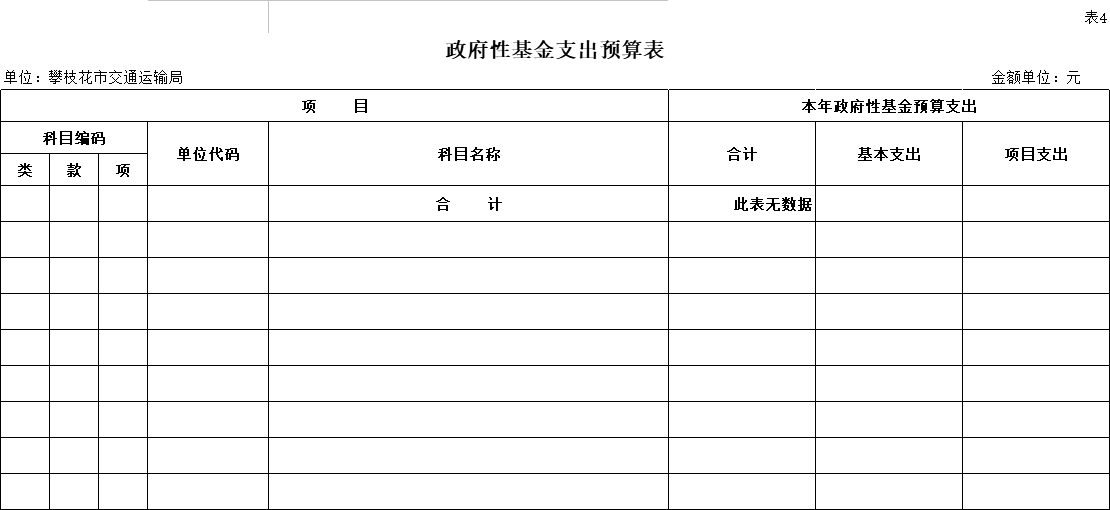 表4
政府性基金支出预算表
单位：攀枝花市交通运输局 金额单位：元
项 目 本年政府性基金预算支出
科目编码 单位代码 科目名称 合计 基本支出 项目支出
类 款 项
合 计 此表无数据